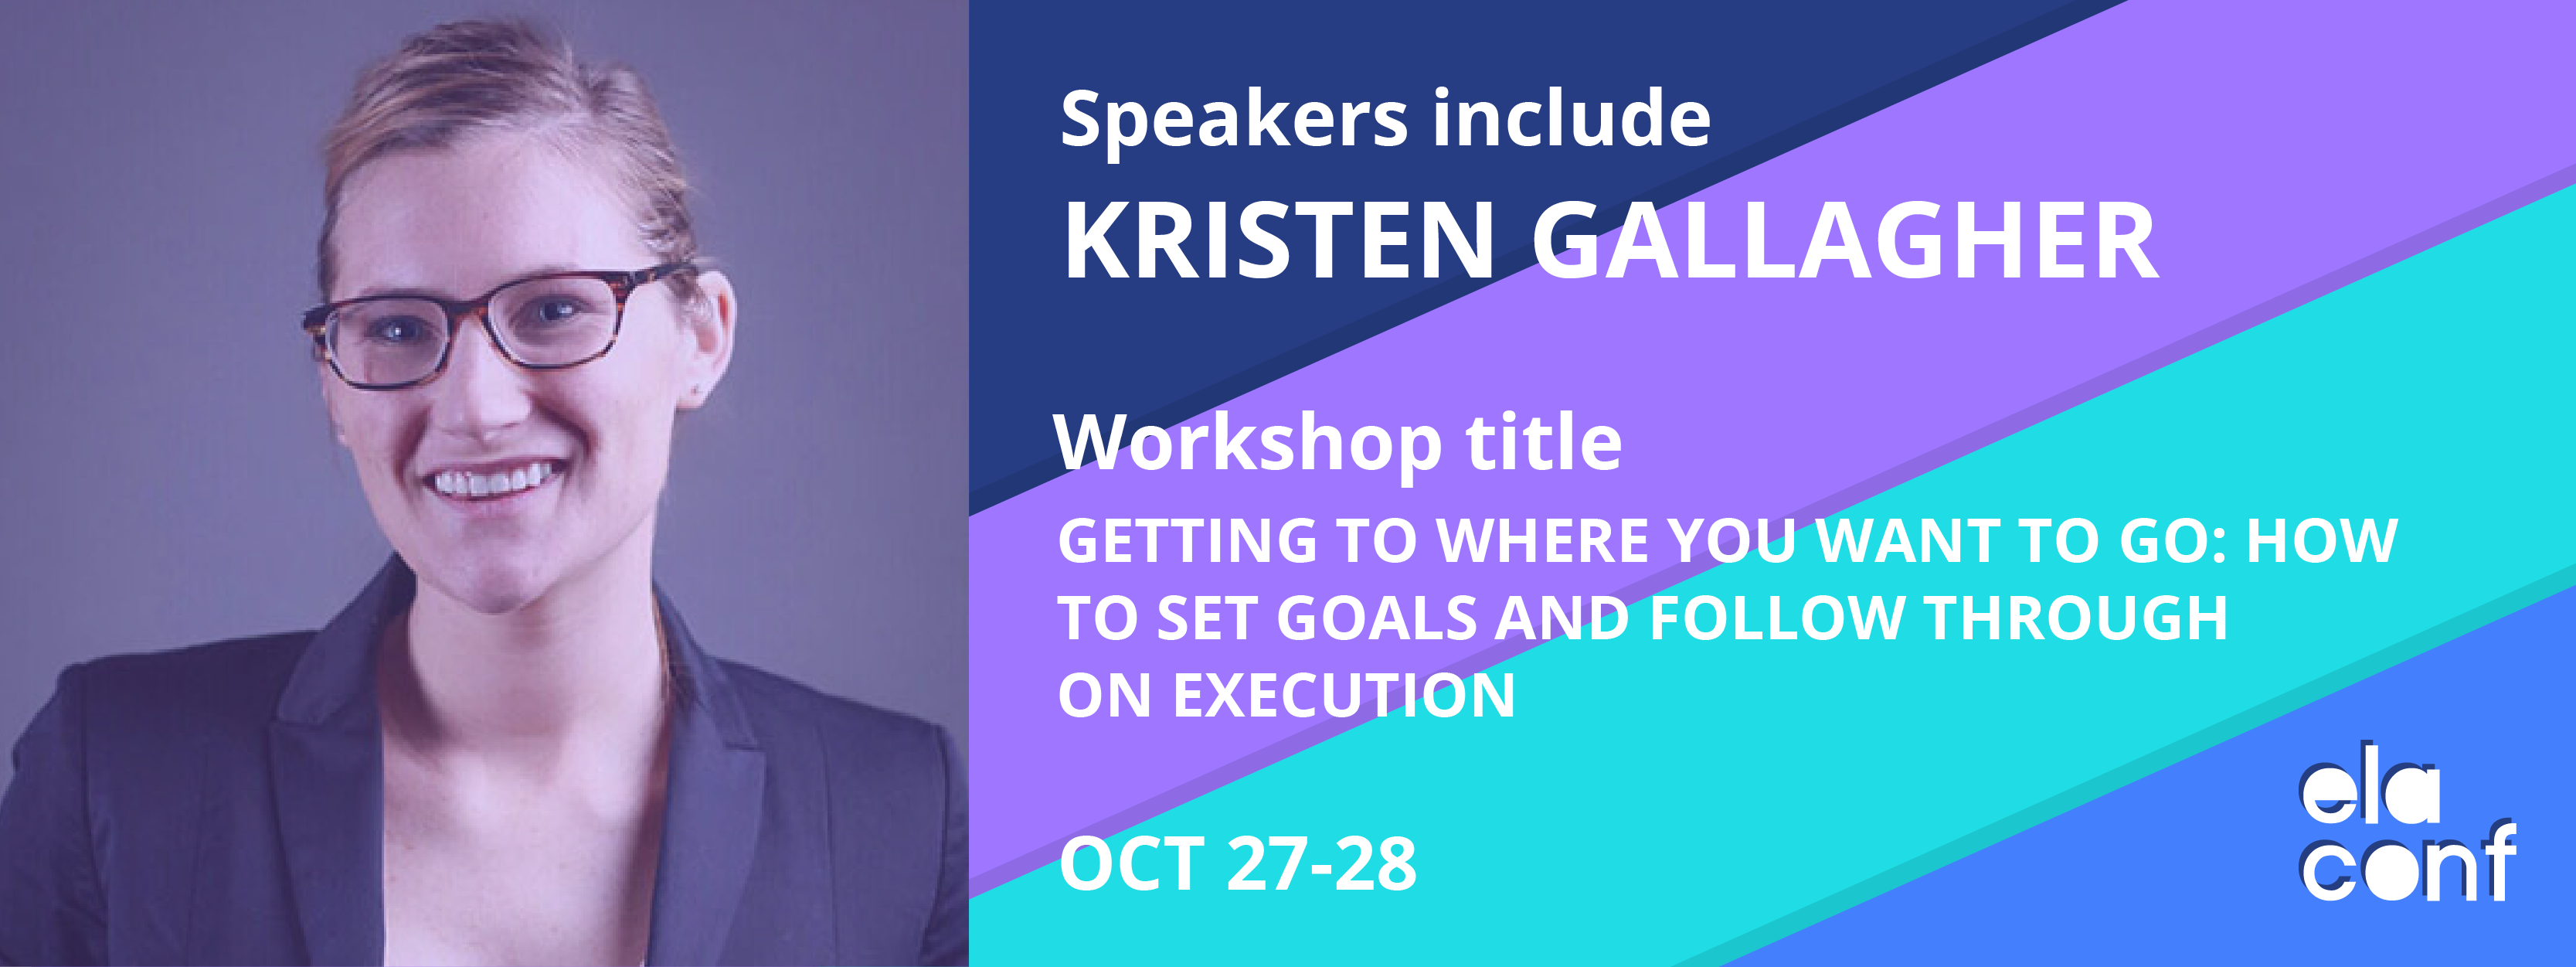 Speakers include
KRISTEN GALLAGHER
Workshop title
GETTING TO WHERE YOU WANT TO GO: HOW
TO SET GOALS AND FOLLOW THROUGH
ON EXECUTION
OCT 27-28
ela
conf